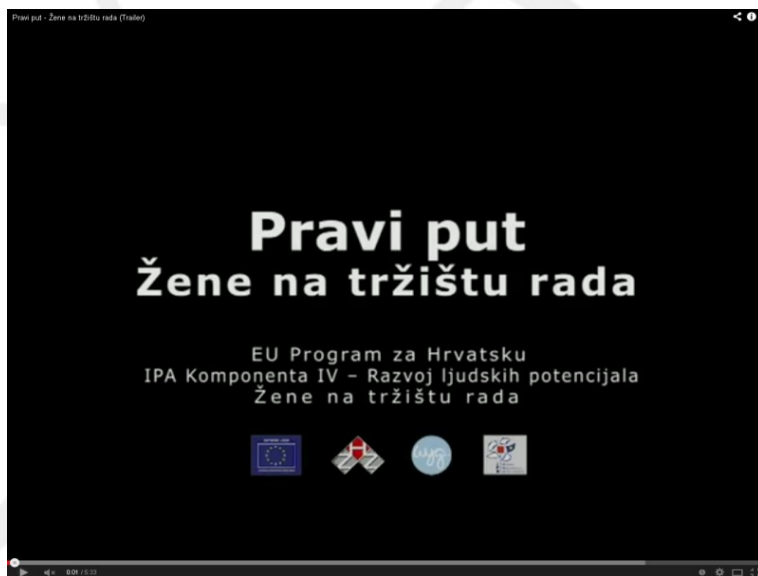 Pravi put - Žene na tržištu rada (Trailer)
Pravi put
Žene na tržištu rada
EU Program za Hrvatsku
IPA Komponenta IV – Razvoj ljudskih potencijala
Žene na tržištu rada
wyg
0:01 / 5:33